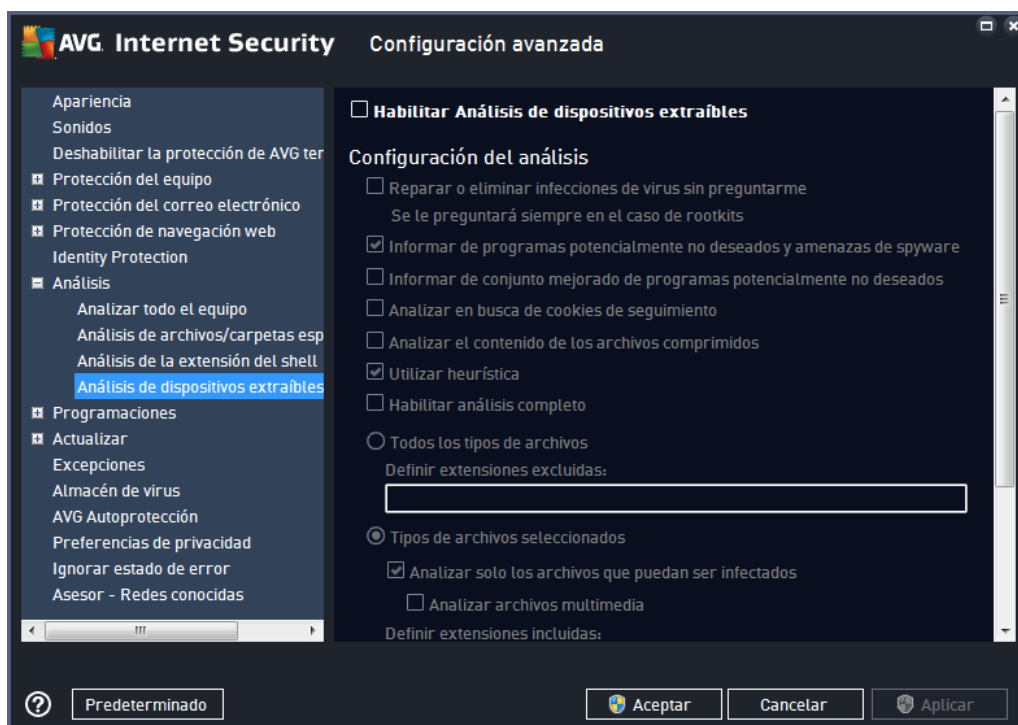 AVG. Internet Security Configuración avanzada
Apariencia
Sonidos
Deshabilitar la protección de AVG ter
Protección del equipo
Protección del correo electrónico
Protección de navegación web
Identity Protection
Análisis
Analizar todo el equipo
Análisis de archivos/carpetas esp
Análisis de la extensión del shell
Análisis de dispositivos extraíbles
Programaciones
Actualizar
Excepciones
Almacén de virus
AVG Autoprotección
Preferencias de privacidad
Ignorar estado de error
Asesor - Redes conocidas
Habilitar Análisis de dispositivos extraíbles
Configuración del análisis
Reparar o eliminar infecciones de virus sin preguntarme
Se le preguntará siempre en el caso de rootkits
Informar de programas potencialmente no deseados y amenazas de spyware
Informar de conjunto mejorado de programas potencialmente no deseados
Analizar en busca de cookies de seguimiento
Analizar el contenido de los archivos comprimidos
Utilizar heurística
Habilitar análisis completo
Todos los tipos de archivos
Definir extensiones excluidas:
Tipos de archivos seleccionados
Analizar solo los archivos que puedan ser infectados
Analizar archivos multimedia
Definir extensiones incluidas:
Predeterminado
Aceptar
Cancelar
Aplicar